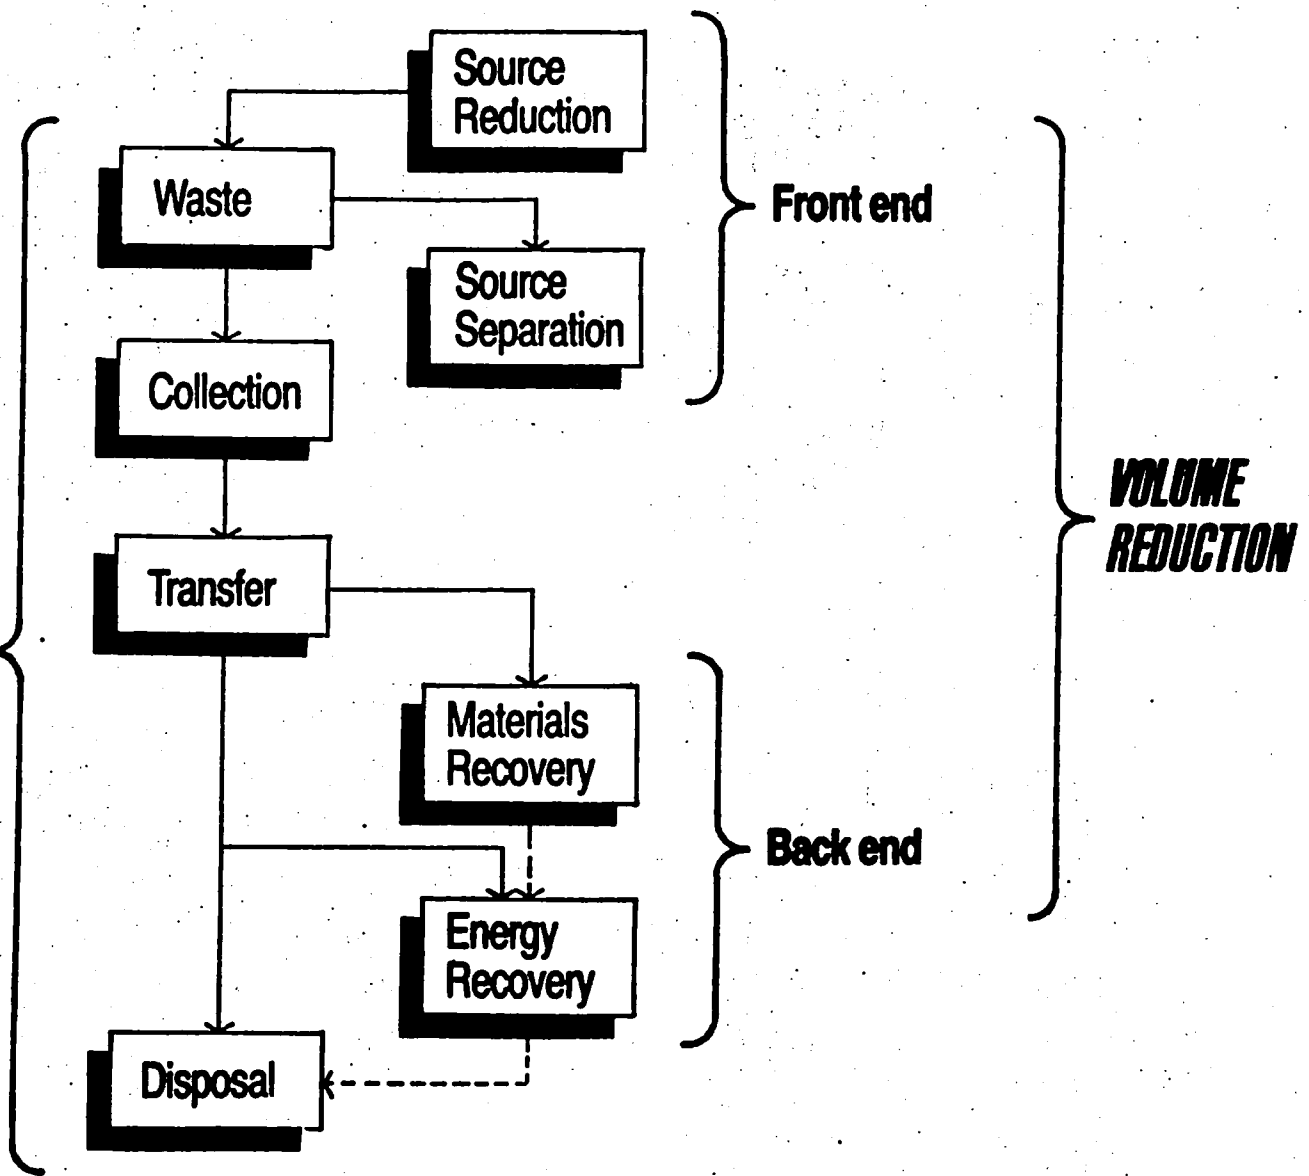 Source
Reduction
Waste
Front end
Source
Separation
Collection
VOLUME
REDUCTION
Transfer
Materials
Recovery
Back end
Energy
Recovery
Disposal